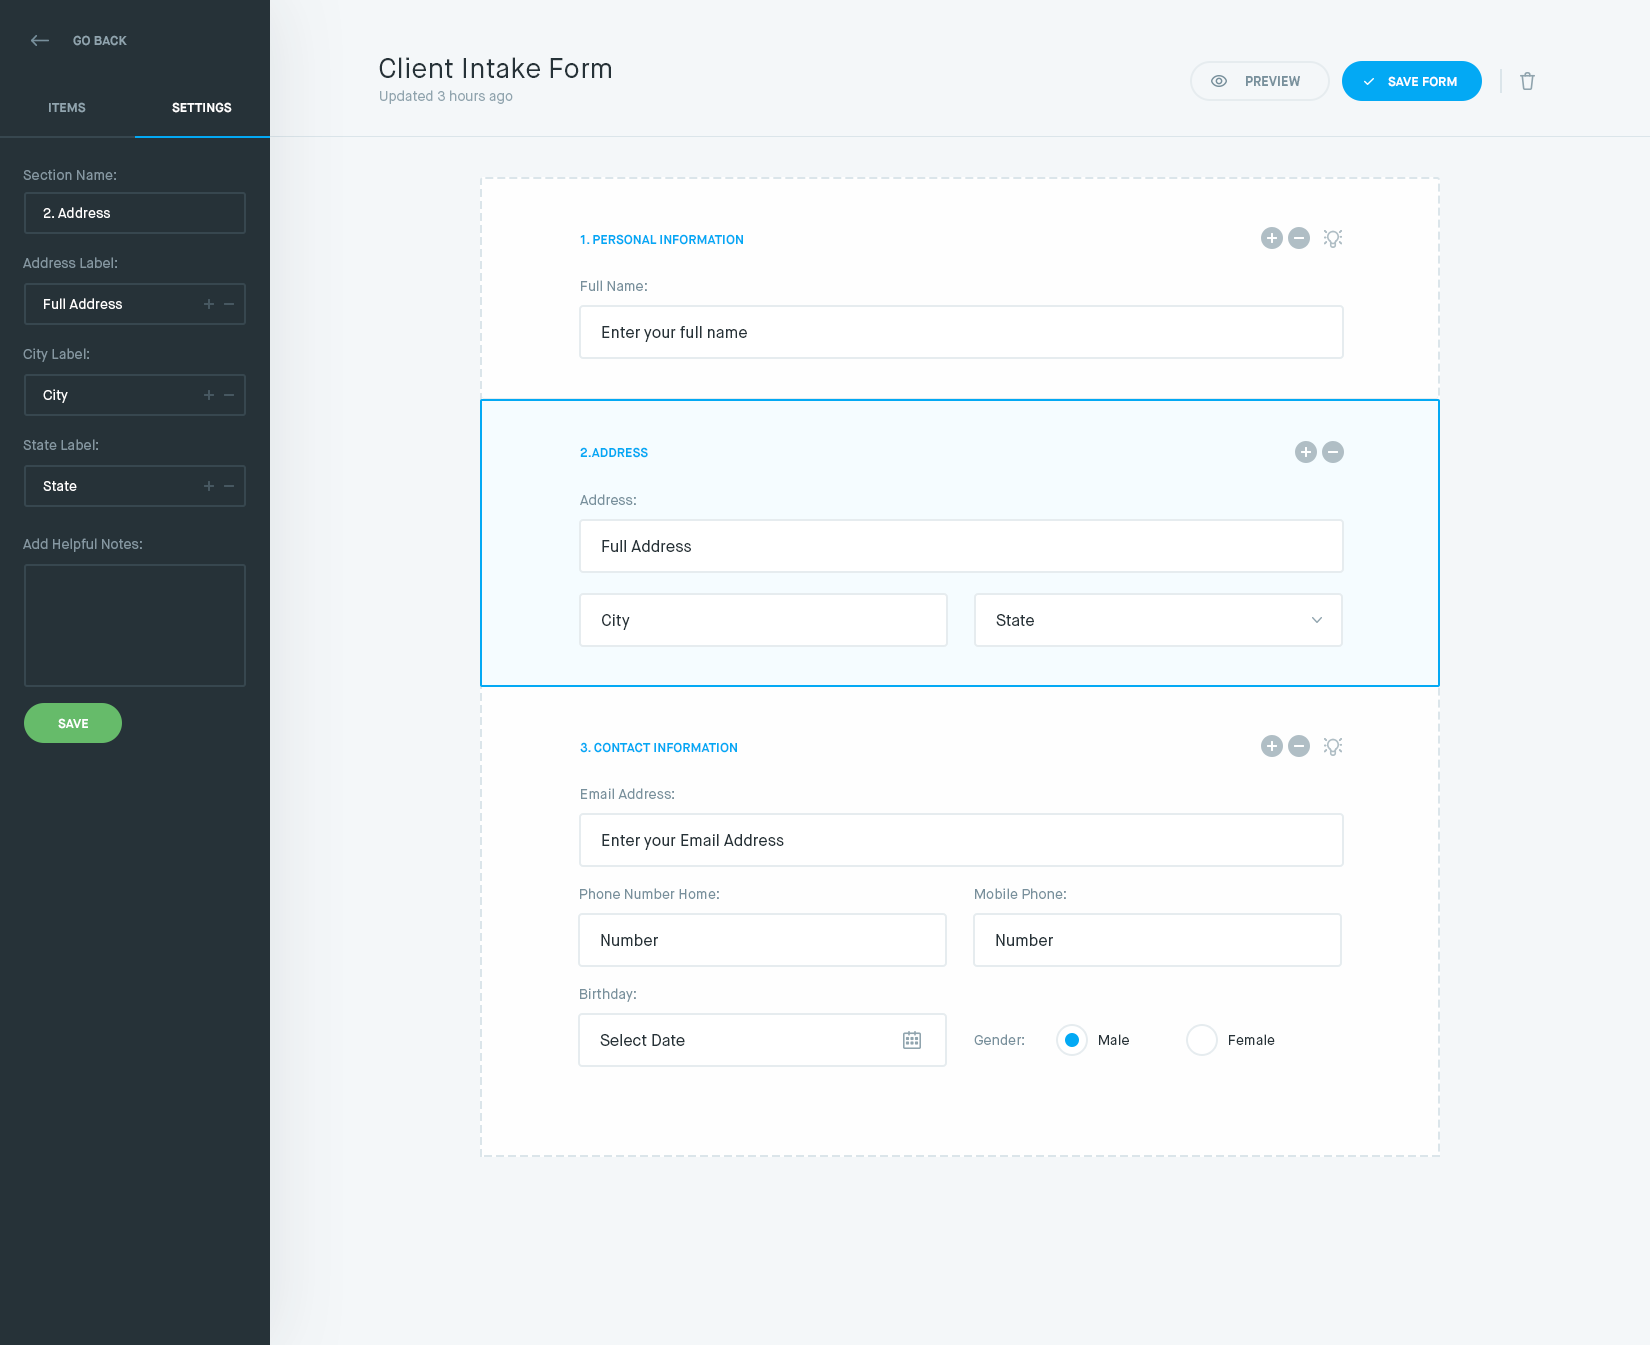 GO BACK
ITEMS
SETTINGS
Section Name:
2. Address
Address Label:
Full Address
City Label:
City
State Label:
State
Add Helpful Notes:
SAVE
Client Intake Form
Updated 3 hours ago
PREVIEW
SAVE FORM
1. PERSONAL INFORMATION
Full Name:
Enter your full name
2.ADDRESS
Address:
Full Address
City
State
3. CONTACT INFORMATION
Email Address:
Enter your Email Address
Phone Number Home:
Mobile Phone:
Number
Number
Birthday:
Select Date
Gender:
Male
Female